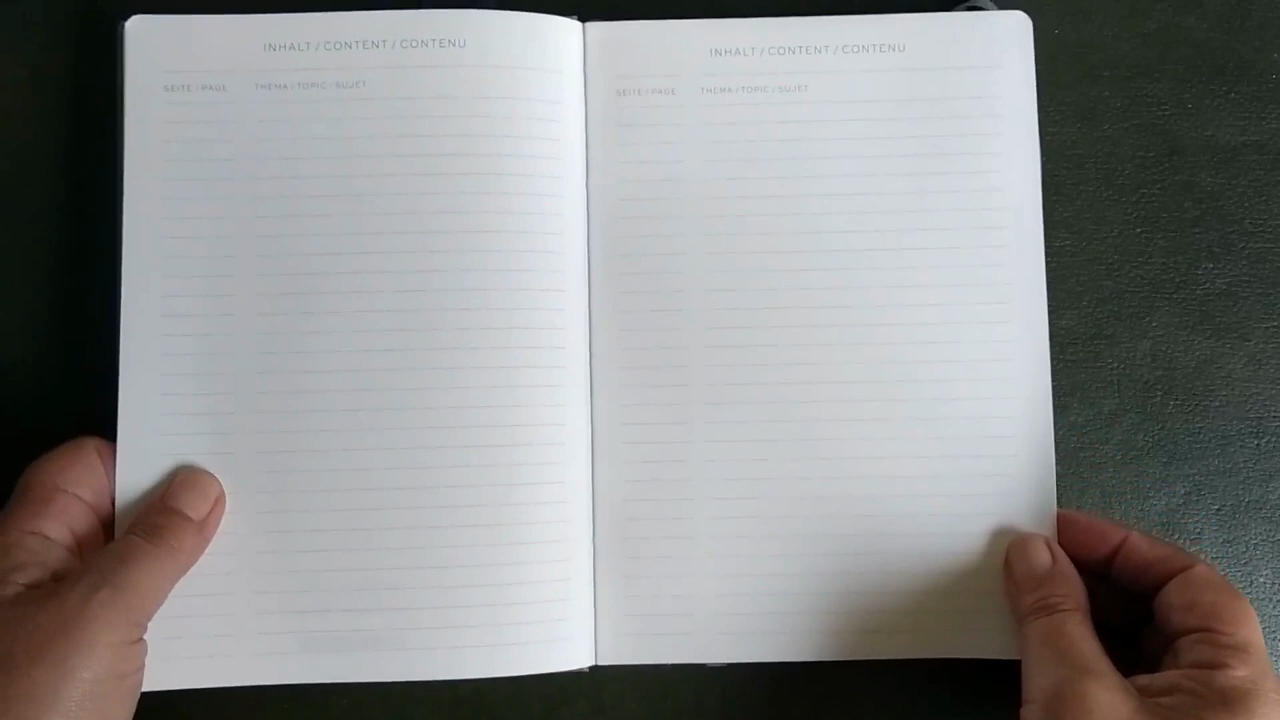 INHALT / CONTENT / CONTENU
SEITE / PAGE THEMA / TOPIC / SUJET
INHALT / CONTENT / CONTENU
SEITE / PAGE THEMA / TOPIC / SUJET